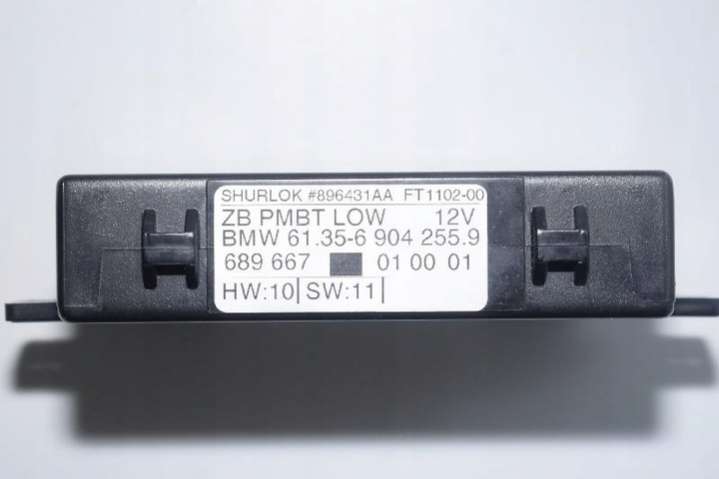 SHURLOK #896431AA FT1102-00
ZB PMBT LOW 12V
BMW 61.35-6 904 255.9
689 667 01 00 01
HW:10| SW:11|